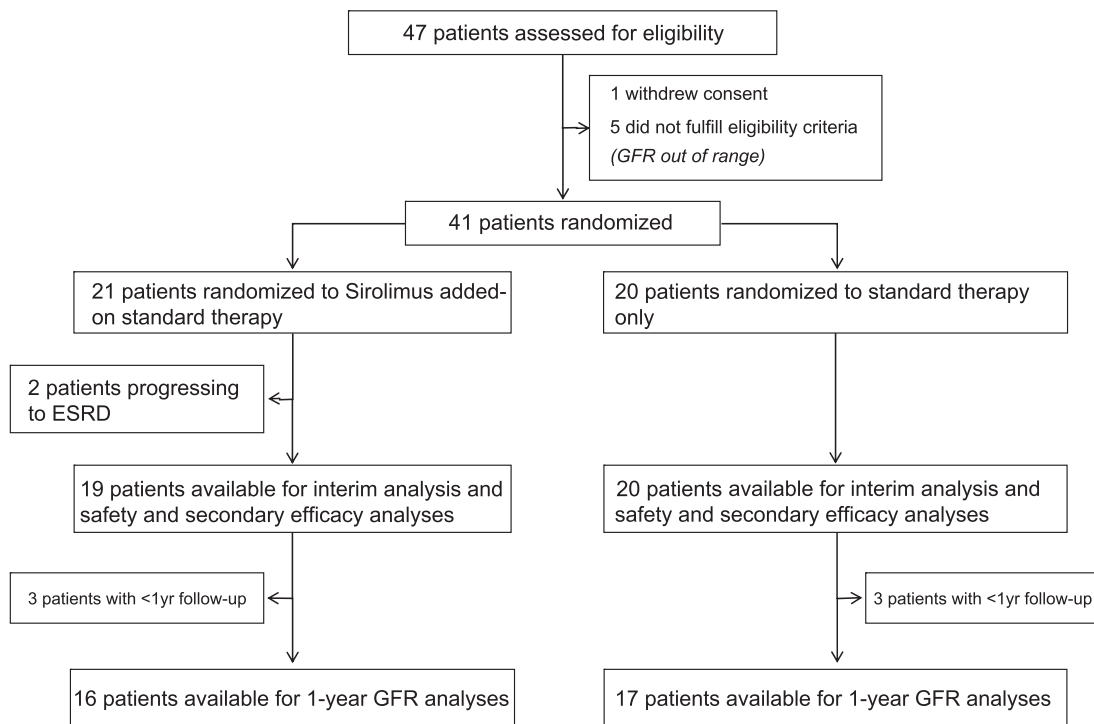 47 patients assessed for eligibility
1 withdrew consent
5 did not fulfill eligibility criteria
(GFR out of range)
41 patients randomized
21 patients randomized to Sirolimus added-
on standard therapy
20 patients randomized to standard therapy
only
2 patients progressing
to ESRD
19 patients available for interim analysis and
safety and secondary efficacy analyses
20 patients available for interim analysis and
safety and secondary efficacy analyses
3 patients with <1yr follow-up
3 patients with <1yr follow-up
16 patients available for 1-year GFR analyses
17 patients available for 1-year GFR analyses